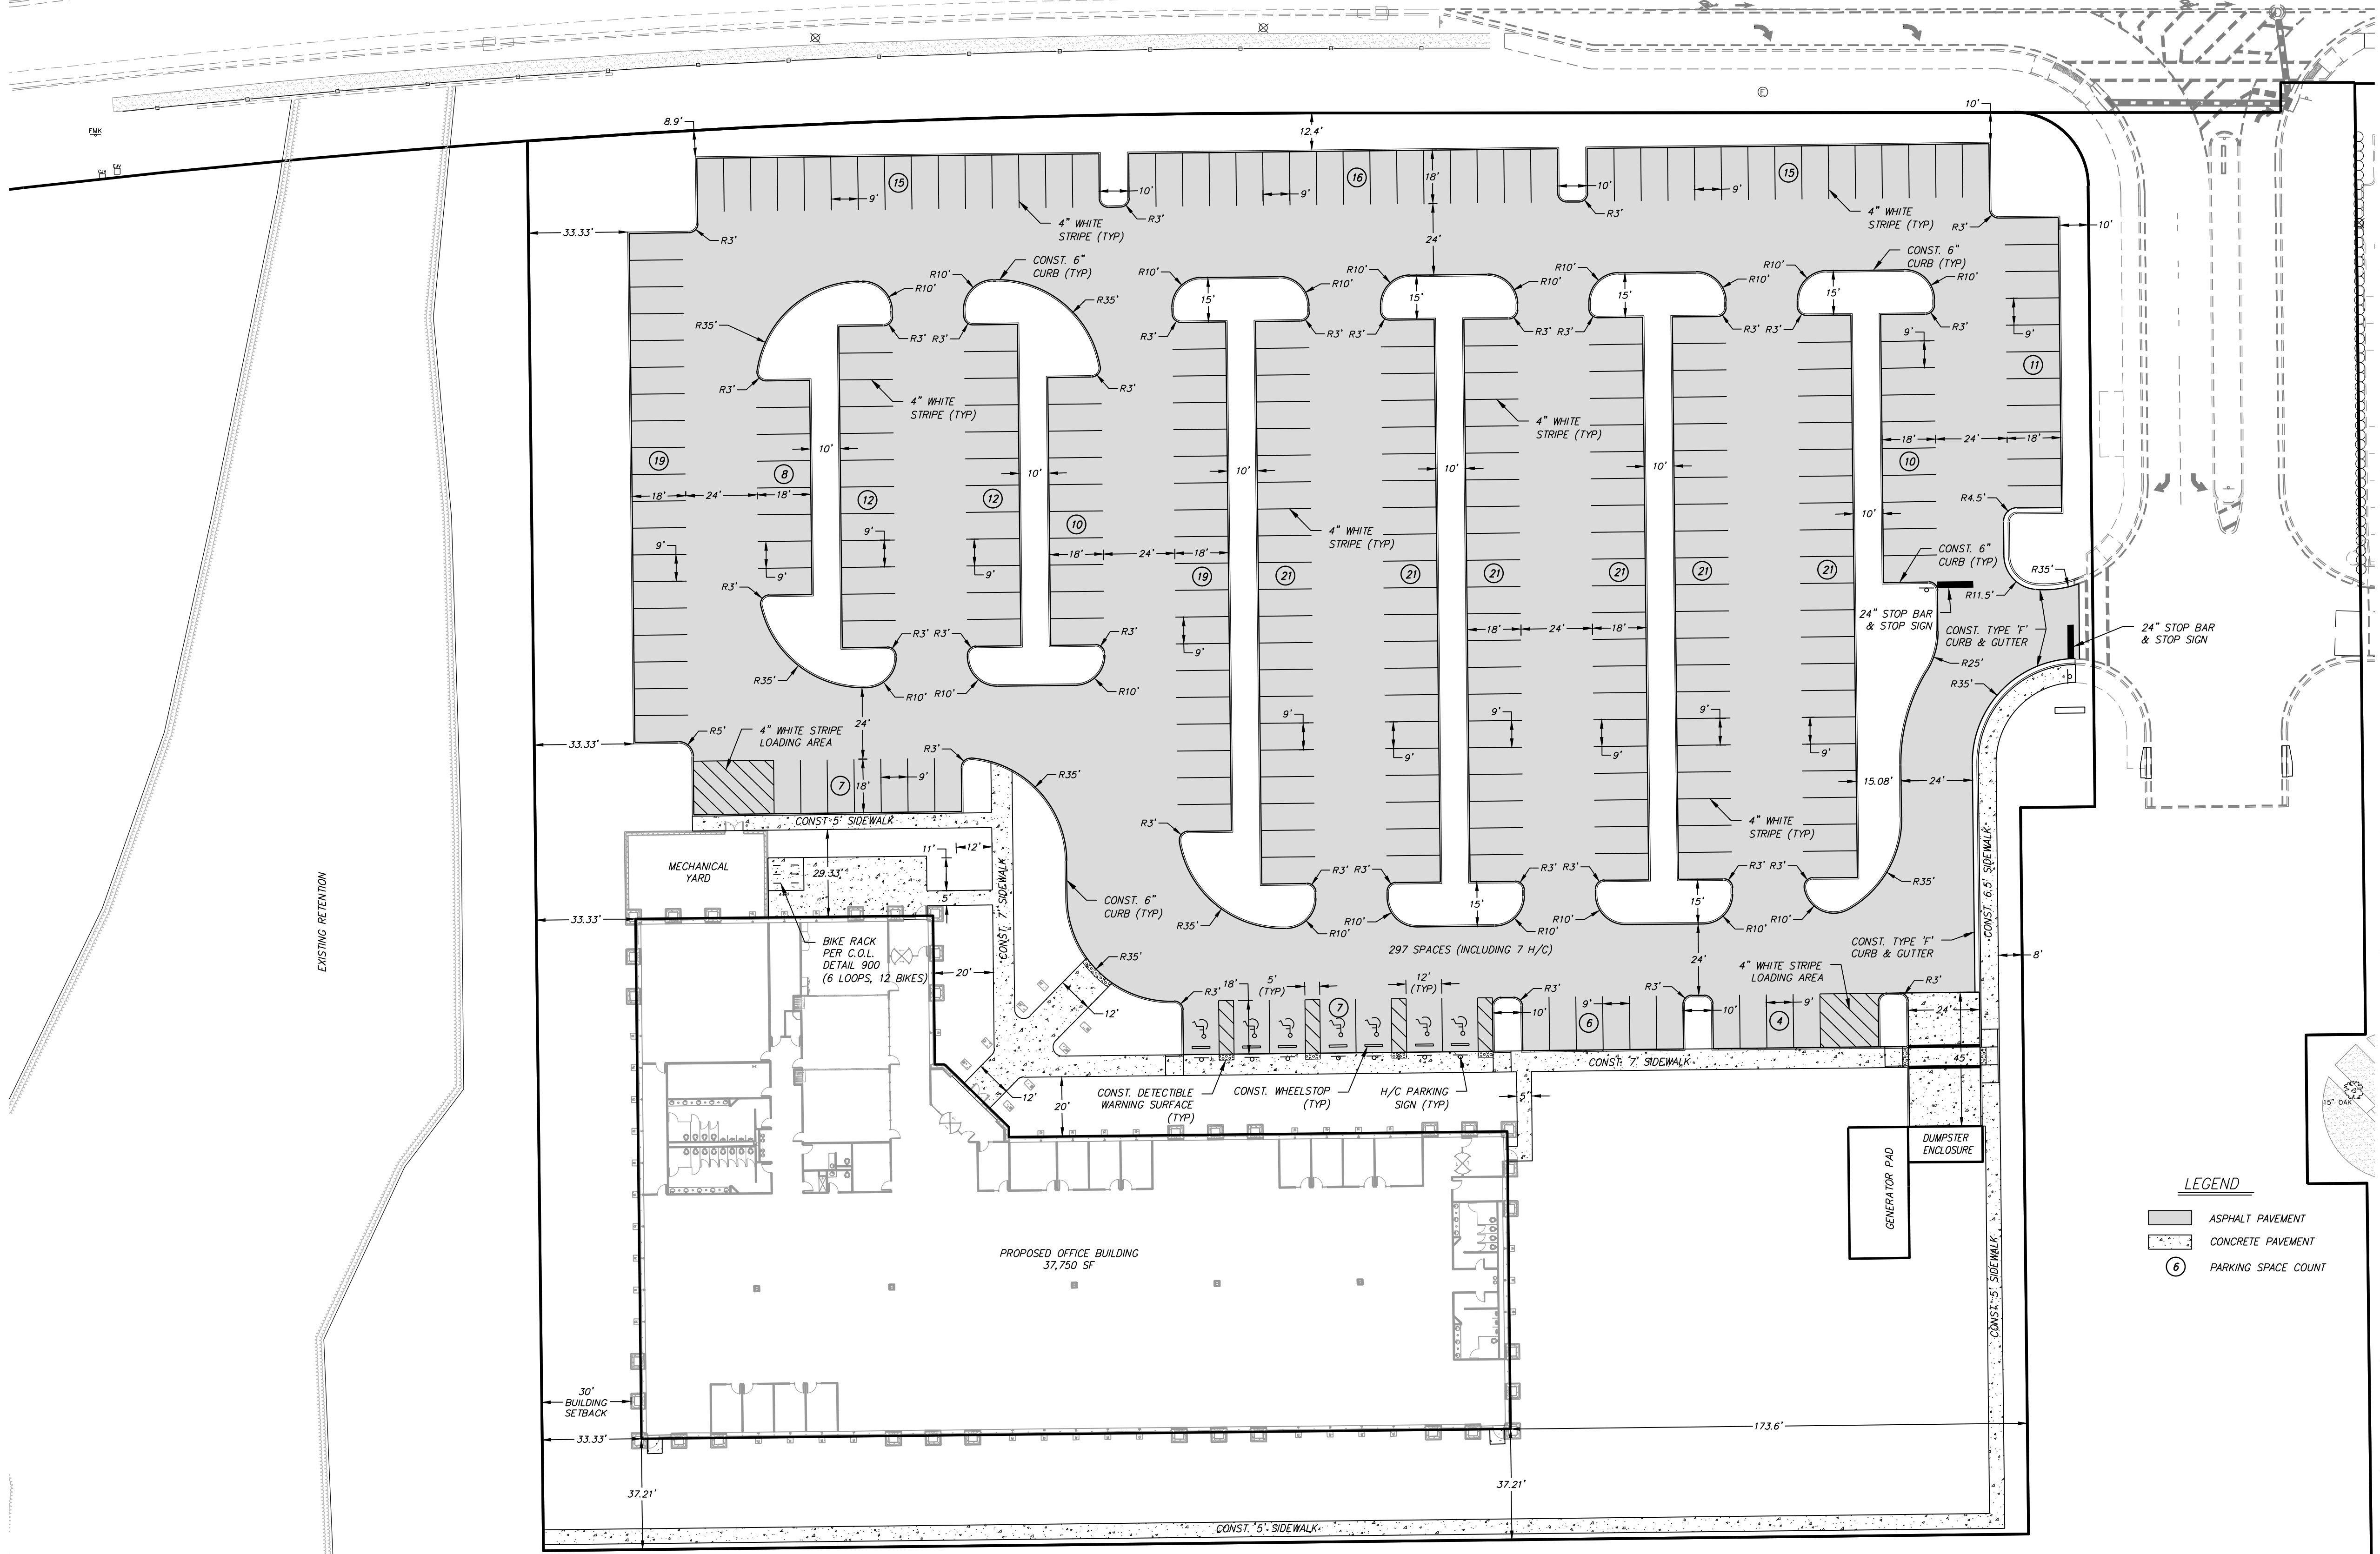 10'
8.9'
12.4'
E
FMK
15
9'
10'
16
9'
18'
10'
15
9'
R3'
R3'
4" WHITE
STRIPE (TYP)
4" WHITE
STRIPE (TYP)
R3'
10'
33.33'
R3'
24'
CONST. 6"
CURB (TYP)
CONST. 6"
CURB (TYP)
R10'
R10'
R35'
R10'
15'
R10'
R10'
15'
R10'
R10'
15'
R10'
R10'
15'
R10'
R35'
R3'
R3'
R3'
R3'
R3'
R3'
R3'
R3'
R3'
R3'
9'
9'
11
R3'
R3'
4" WHITE
STRIPE (TYP)
4" WHITE
STRIPE (TYP)
10'
19
8
12
10'
12
10
10'
10'
10'
18'
24'
18'
10
18'
24'
18'
R4.5'
10'
4" WHITE
STRIPE (TYP)
9'
9'
9'
9'
18'
24'
18'
CONST. 6"
CURB (TYP)
19
21
21
21
21
21
21
R35'
R3'
R11.5'
24" STOP BAR
& STOP SIGN
CONST. TYPE 'F'
CURB & GUTTER
24" STOP BAR
& STOP SIGN
R3'
R3'
R3'
9'
18'
24'
18'
R25'
R35'
R10'
R10'
R10'
R35'
9'
9'
9'
9'
9'
9'
24'
R5'
4" WHITE STRIPE
LOADING AREA
33.33'
R3'
R35'
7
18'
9'
15.08'
24'
CONST. 5' SIDEWALK
R3'
4" WHITE
STRIPE (TYP)
MECHANICAL
YARD
29.33'
11'
12'
5'
CONST. 7' SIDEWALK
CONST. 6"
CURB (TYP)
R3'
R3'
R3'
R3'
R3'
R35'
15'
15'
R35'
R10'
R10'
R10'
R10'
R10'
R10'
CONST. 6.5' SIDEWALK
33.33'
BIKE RACK
PER C.O.L.
DETAIL 900
(6 LOOPS, 12 BIKES)
20'
R35'
297 SPACES (INCLUDING 7 H/C)
CONST. TYPE 'F'
CURB & GUTTER
8'
24'
4" WHITE STRIPE
LOADING AREA
EXISTING RETENTION
12'
R3'
18'
5'
(TYP)
12'
(TYP)
7
R3'
10'
9'
6
R3'
10'
9'
4
R3'
24'
45'
CONST. 7' SIDEWALK
12'
20'
CONST. DETECTIBLE
WARNING SURFACE
(TYP)
CONST. WHEELSTOP
(TYP)
H/C PARKING
SIGN (TYP)
5'
15" OAK
DUMPSTER
ENCLOSURE
GENERATOR PAD
LEGEND
ASPHALT PAVEMENT
CONCRETE PAVEMENT
6
PARKING SPACE COUNT
PROPOSED OFFICE BUILDING
37,750 SF
CONST. 5' SIDEWALK
30'
BUILDING
SETBACK
33.33'
173.6'
37.21'
37.21'
CONST. 5' SIDEWALK